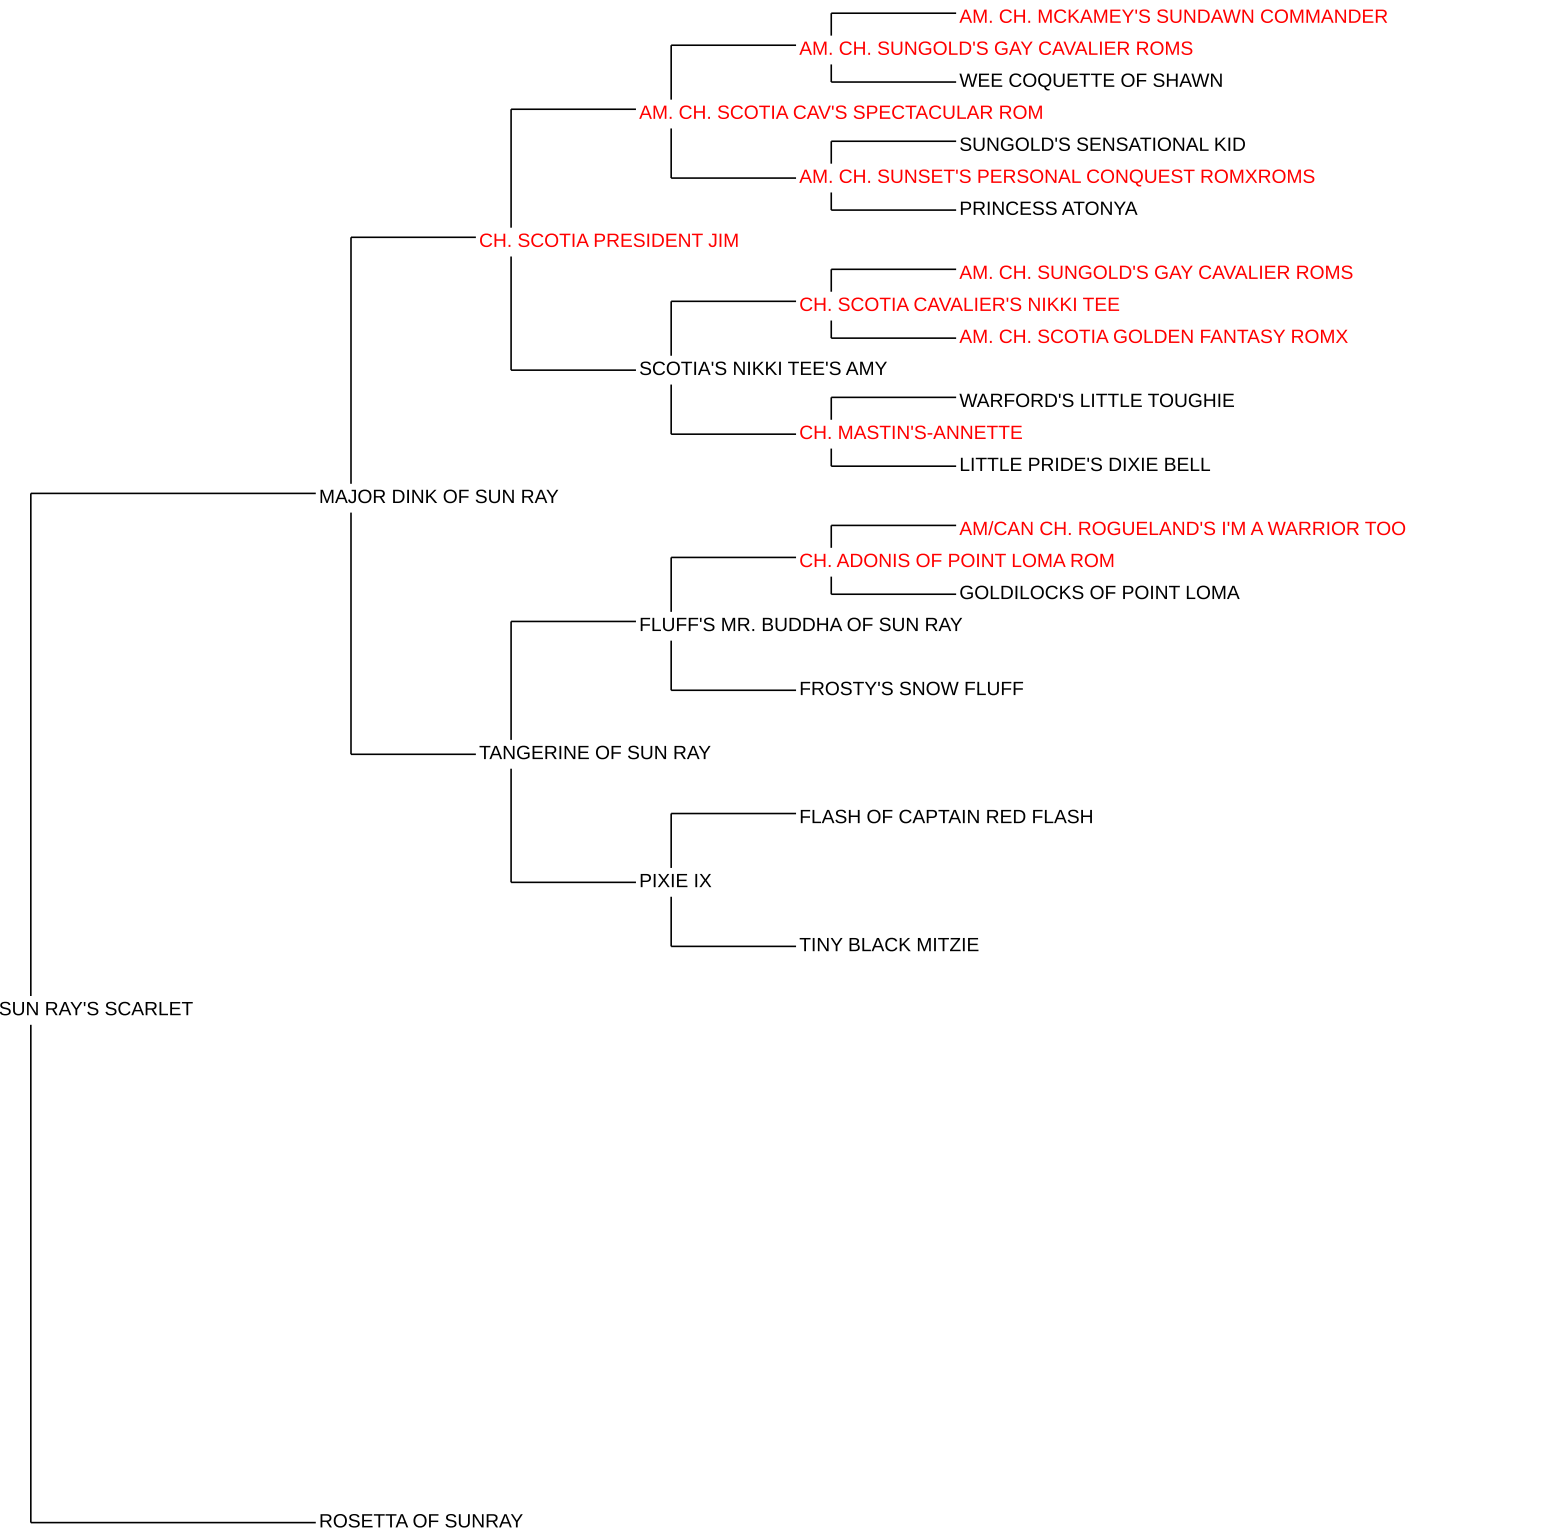 AM. CH. MCKAMEY'S SUNDAWN COMMANDER
AM. CH. SUNGOLD'S GAY CAVALIER ROMS
WEE COQUETTE OF SHAWN
AM. CH. SCOTIA CAV'S SPECTACULAR ROM
SUNGOLD'S SENSATIONAL KID
AM. CH. SUNSET'S PERSONAL CONQUEST ROMXROMS
PRINCESS ATONYA
CH. SCOTIA PRESIDENT JIM
AM. CH. SUNGOLD'S GAY CAVALIER ROMS
CH. SCOTIA CAVALIER'S NIKKI TEE
AM. CH. SCOTIA GOLDEN FANTASY ROMX
SCOTIA'S NIKKI TEE'S AMY
WARFORD'S LITTLE TOUGHIE
CH. MASTIN'S-ANNETTE
LITTLE PRIDE'S DIXIE BELL
MAJOR DINK OF SUN RAY
AM/CAN CH. ROGUELAND'S I'M A WARRIOR TOO
CH. ADONIS OF POINT LOMA ROM
GOLDILOCKS OF POINT LOMA
FLUFF'S MR. BUDDHA OF SUN RAY
FROSTY'S SNOW FLUFF
TANGERINE OF SUN RAY
FLASH OF CAPTAIN RED FLASH
PIXIE IX
TINY BLACK MITZIE
SUN RAY'S SCARLET
ROSETTA OF SUNRAY